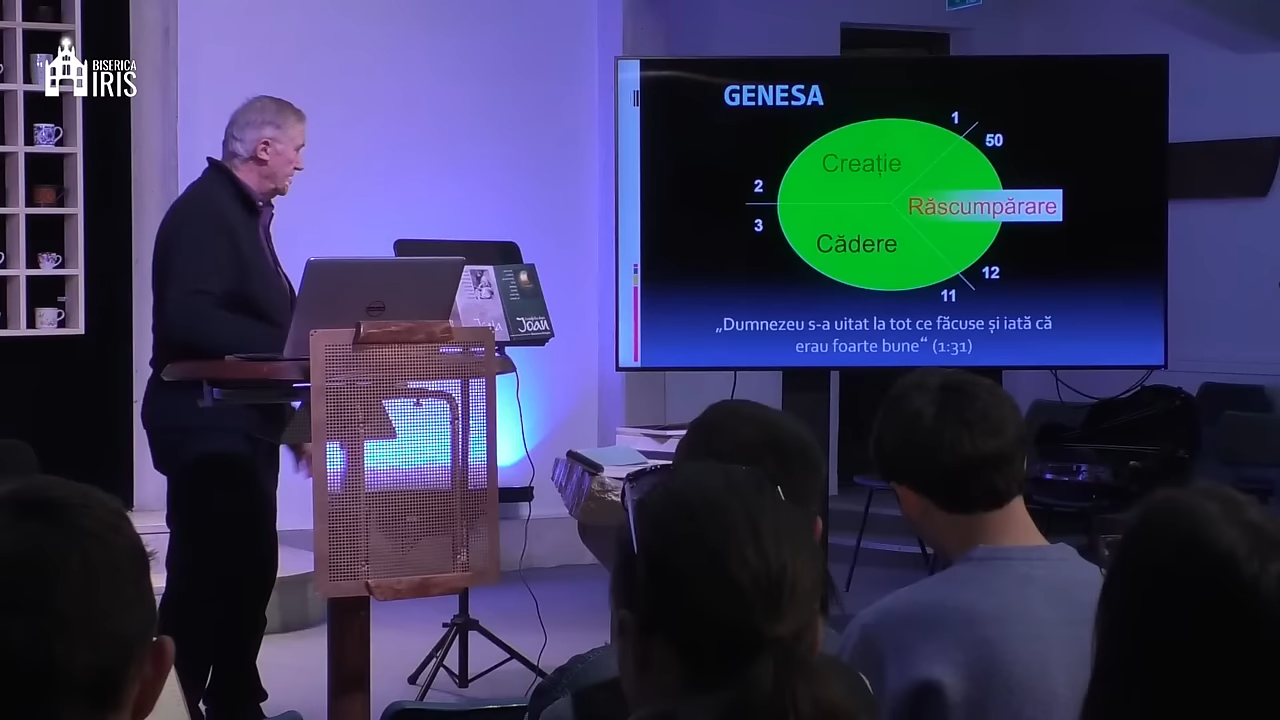 BISERICA
IRIS
GENESA
1
50
Creație
2
Răscumpărare
3
Cădere
12
11
„Dumnezeu s-a uitat la tot ce făcuse și iată că
erau foarte bune“ (1:31)
Ioan